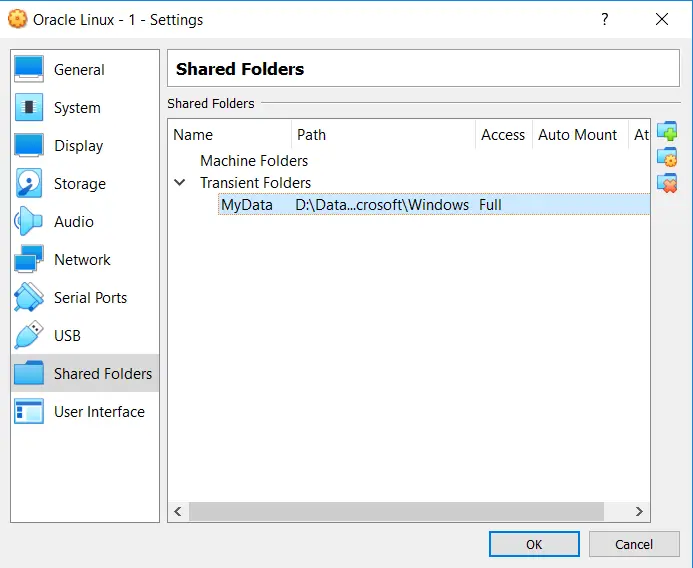 Oracle Linux - 1 - Settings
?
General
System
Display
Storage
Audio
Network
Serial Ports
USB
Shared Folders
User Interface
Shared Folders
Shared Folders
Name Path Access Auto Mount At
Machine Folders
Transient Folders
MyData D:\Data...crosoft\Windows Full
OK Cancel